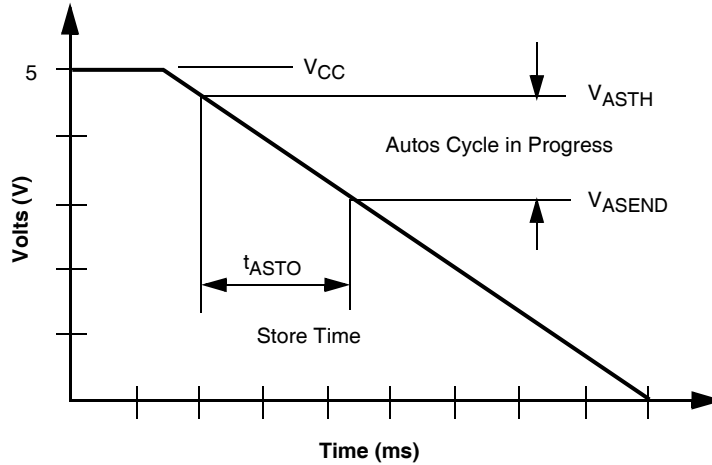 5
VCC
VASTH
Autos Cycle in Progress
VASEND
Volts (V)
tASTO
Store Time
Time (ms)